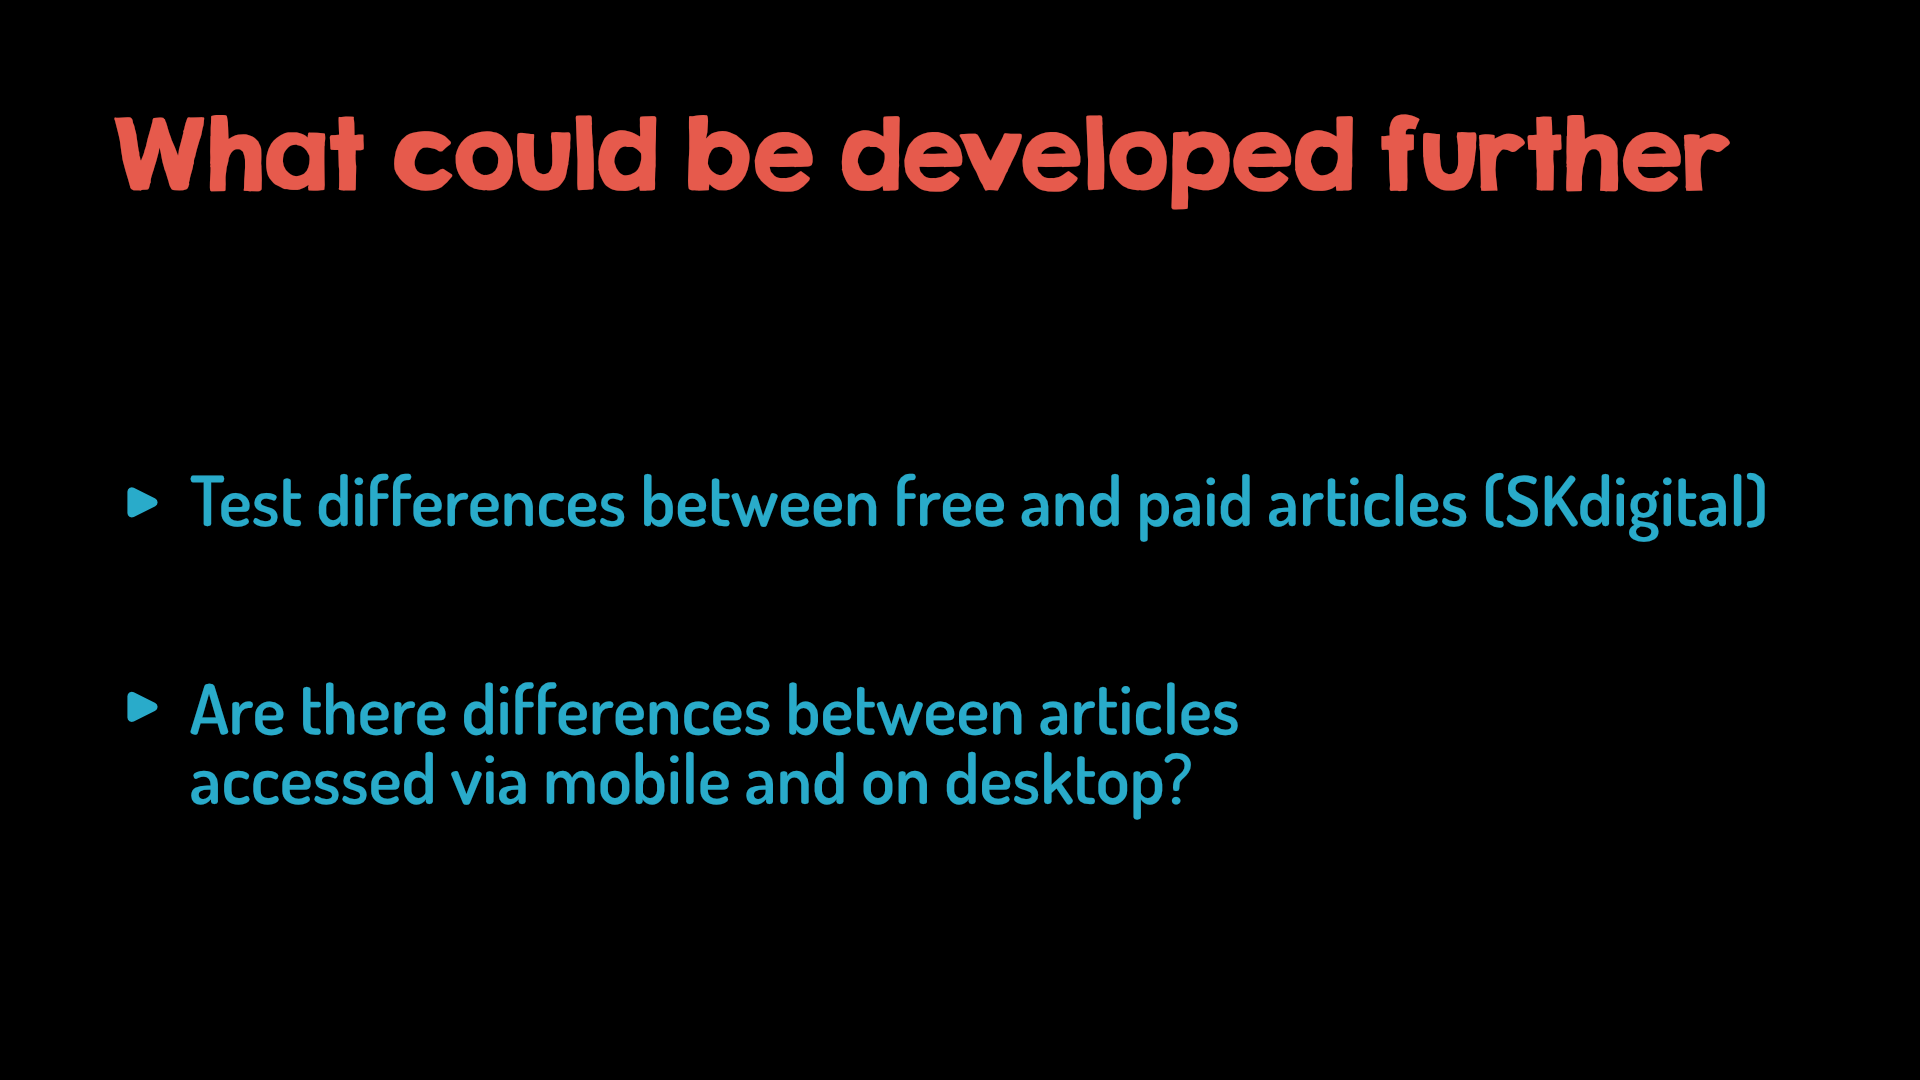 What could be developed further
Test differences between free and paid articles (SKdigital)
Are there differences between articles
accessed via mobile and on desktop?